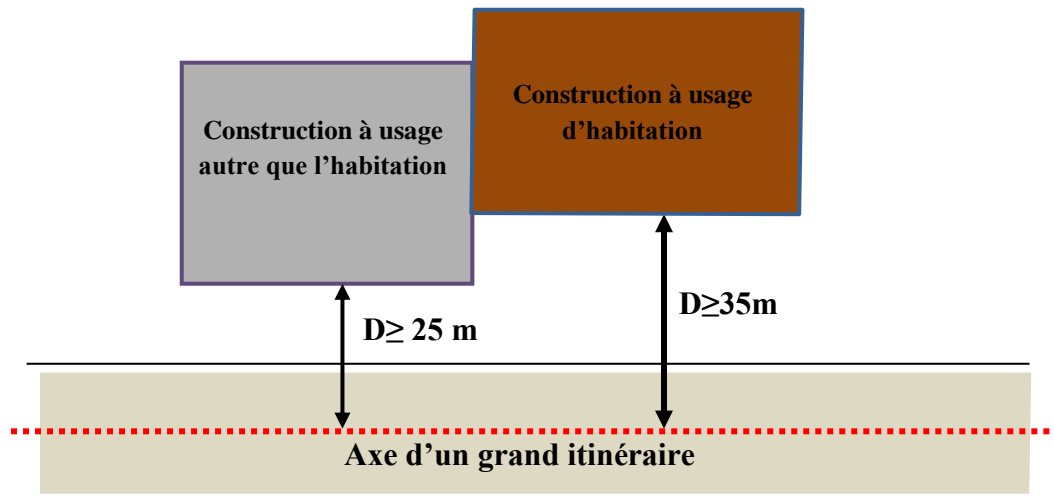 Construction à usage
autre que l'habitation
Construction à usage
d'habitation
D≥ 25 m
D≥35m
Axe d'un grand itinéraire